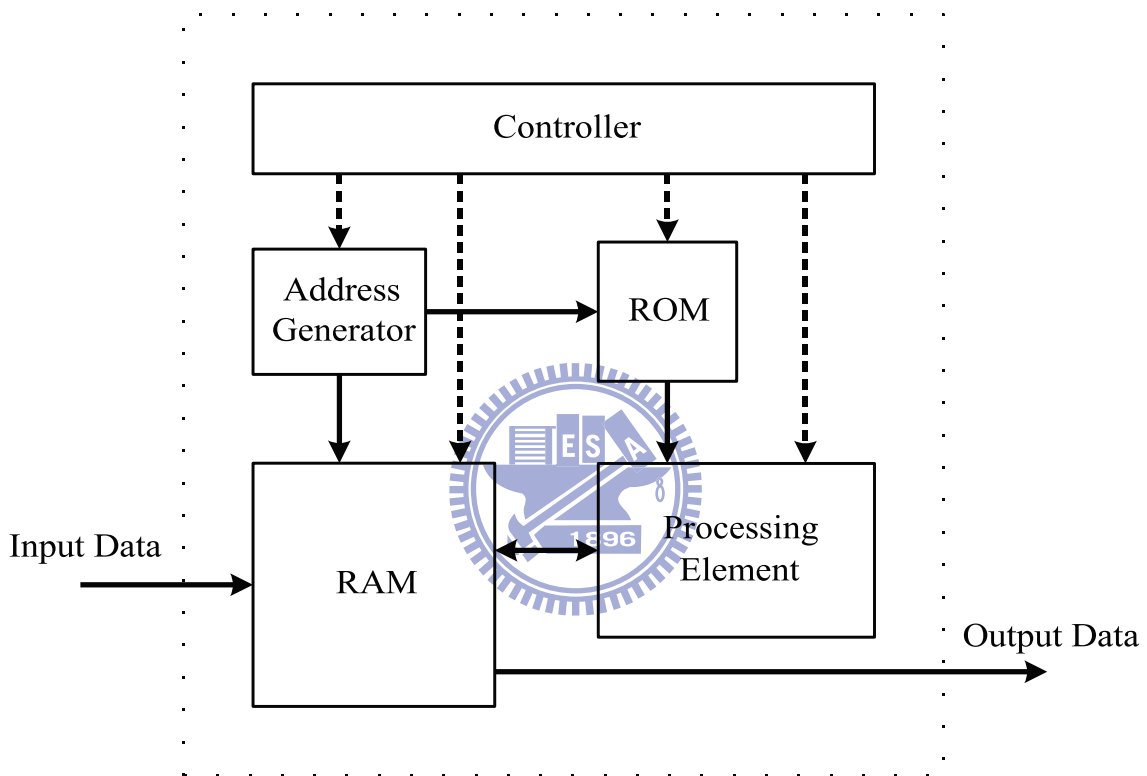 Controller
Address
Generator
ROM
E S A
1896
Input Data
RAM
Processing
Element
Output Data